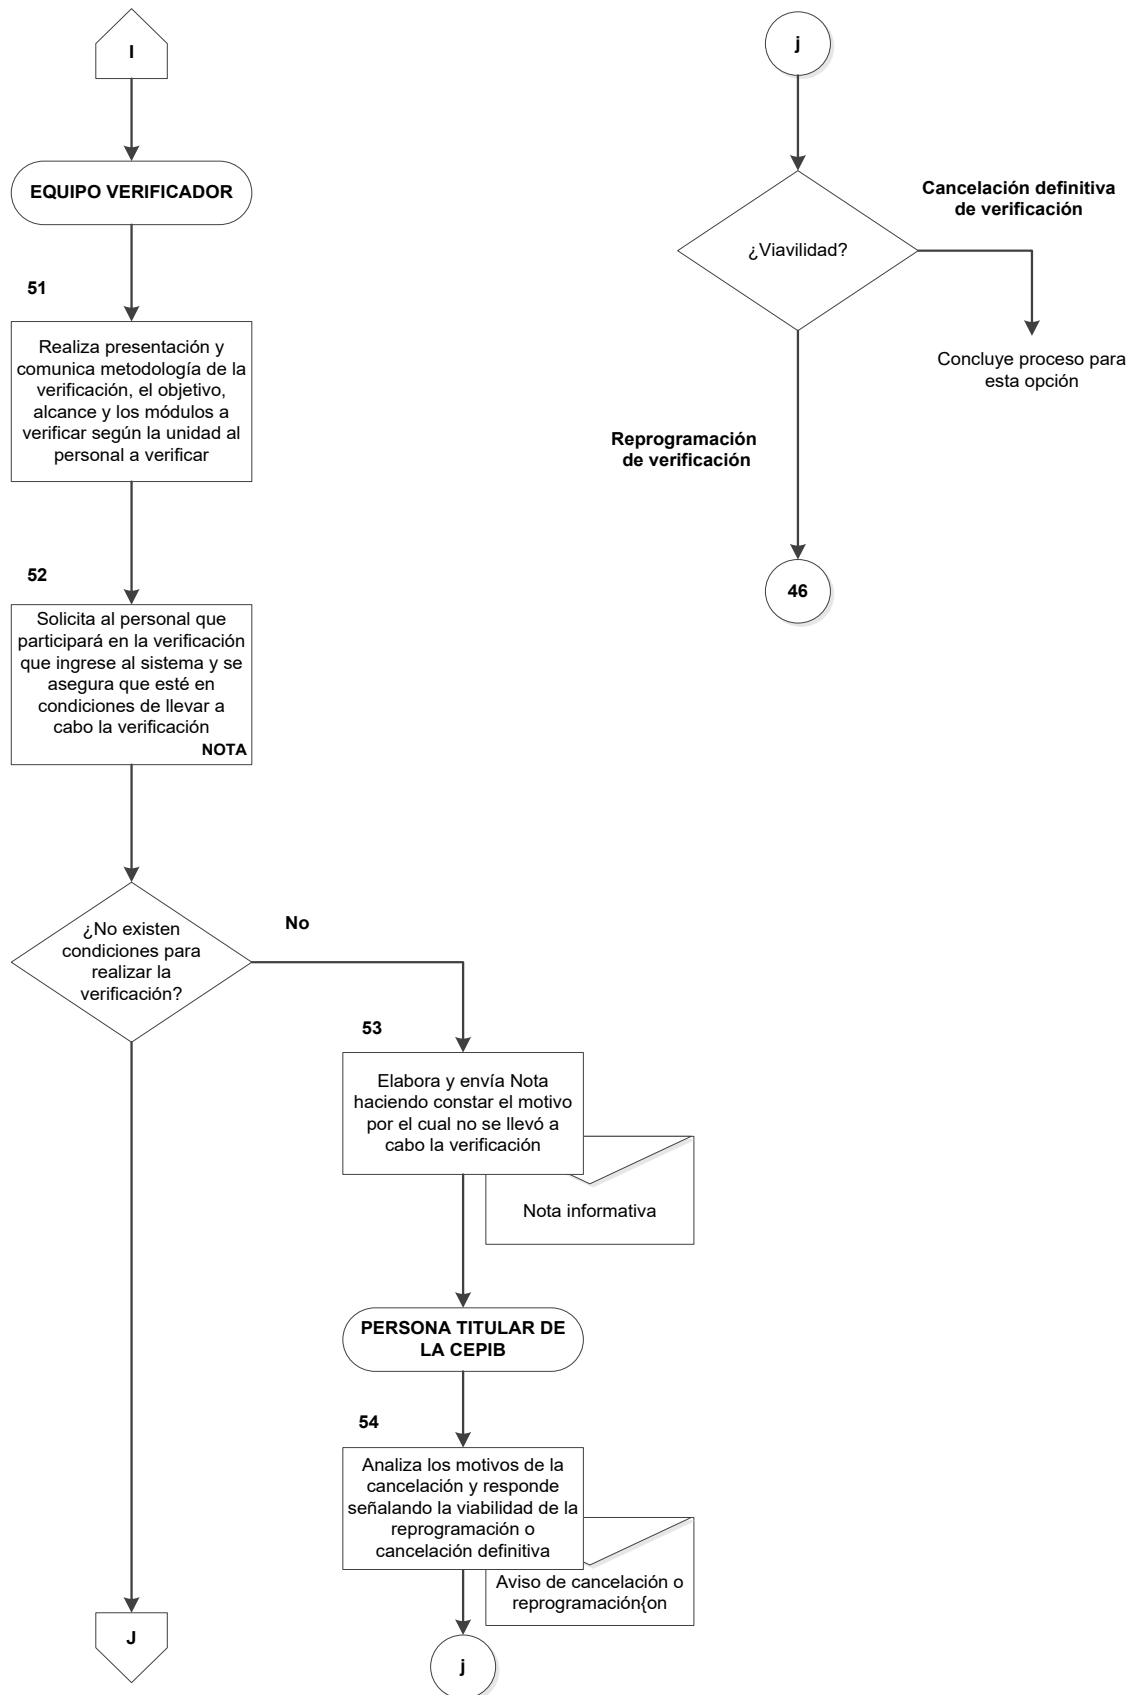 I
EQUIPO VERIFICADOR
51
Realiza presentación y
comunica metodología de la
verificación, el objetivo,
alcance y los módulos a
verificar según la unidad al
personal a verificar
52
Solicita al personal que
participará en la verificación
que ingrese al sistema y se
asegura que esté en
condiciones de llevar a
cabo la verificación
NOTA
¿No existen
condiciones para
realizar la
verificación?
No
53
Elabora y envía Nota
haciendo constar el motivo
por el cual no se llevó a
cabo la verificación
Nota informativa
PERSONA TITULAR DE
LA CEPIB
54
Analiza los motivos de la
cancelación y responde
señalando la viabilidad de la
reprogramación o
cancelación definitiva
Aviso de cancelación o
reprogramación{on
J
j
j
¿Viavilidad?
Cancelación definitiva
de verificación
Concluye proceso para
esta opción
Reprogramación
de verificación
46